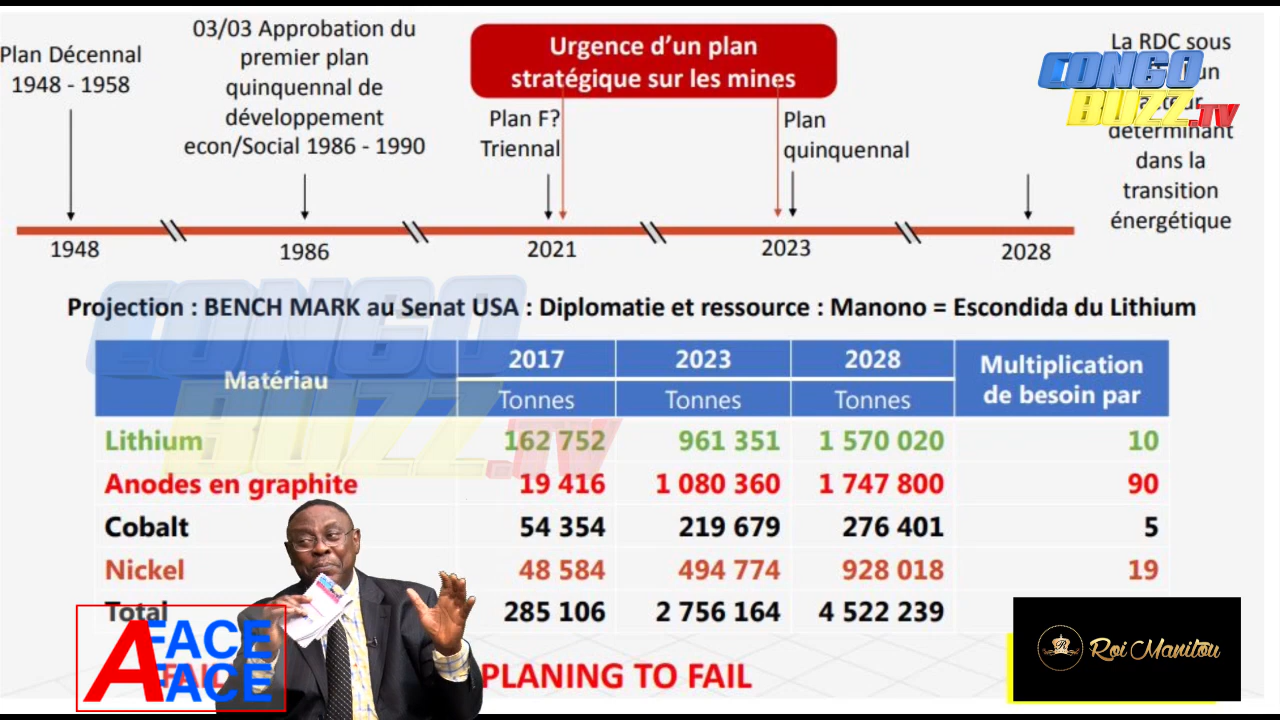 Plan Décennal
1948 - 1958
03/03 Approbation du
premier plan
quinquennal de
développement
econ/Social 1986 - 1990
Urgence d’un plan
stratégique sur les mines
Plan F?
Triennal
Plan
quinquennal
La RDC sous
un
acteur
déterminant
dans la
transition
énergétique
CONGO
BUZZ.TV
1948
1986
2021
2023
2028
Projection : BENCH MARK au Senat USA : Diplomatie et ressource : Manono = Escondida du Lithium
CONGO
BUZZ.TV
Matériau 2017 2023 2028 Multiplication de besoin par
Tonnes Tonnes Tonnes
Lithium 162 752 961 351 1 570 020 10
Anodes en graphite 19 416 1 080 360 1 747 800 90
Cobalt 54 354 219 679 276 401 5
Nickel 48 584 494 774 928 018 19
Total 285 106 2 756 164 4 522 239
FAIL PLANING TO FAIL
A FACE
FACE
Roi Manitou